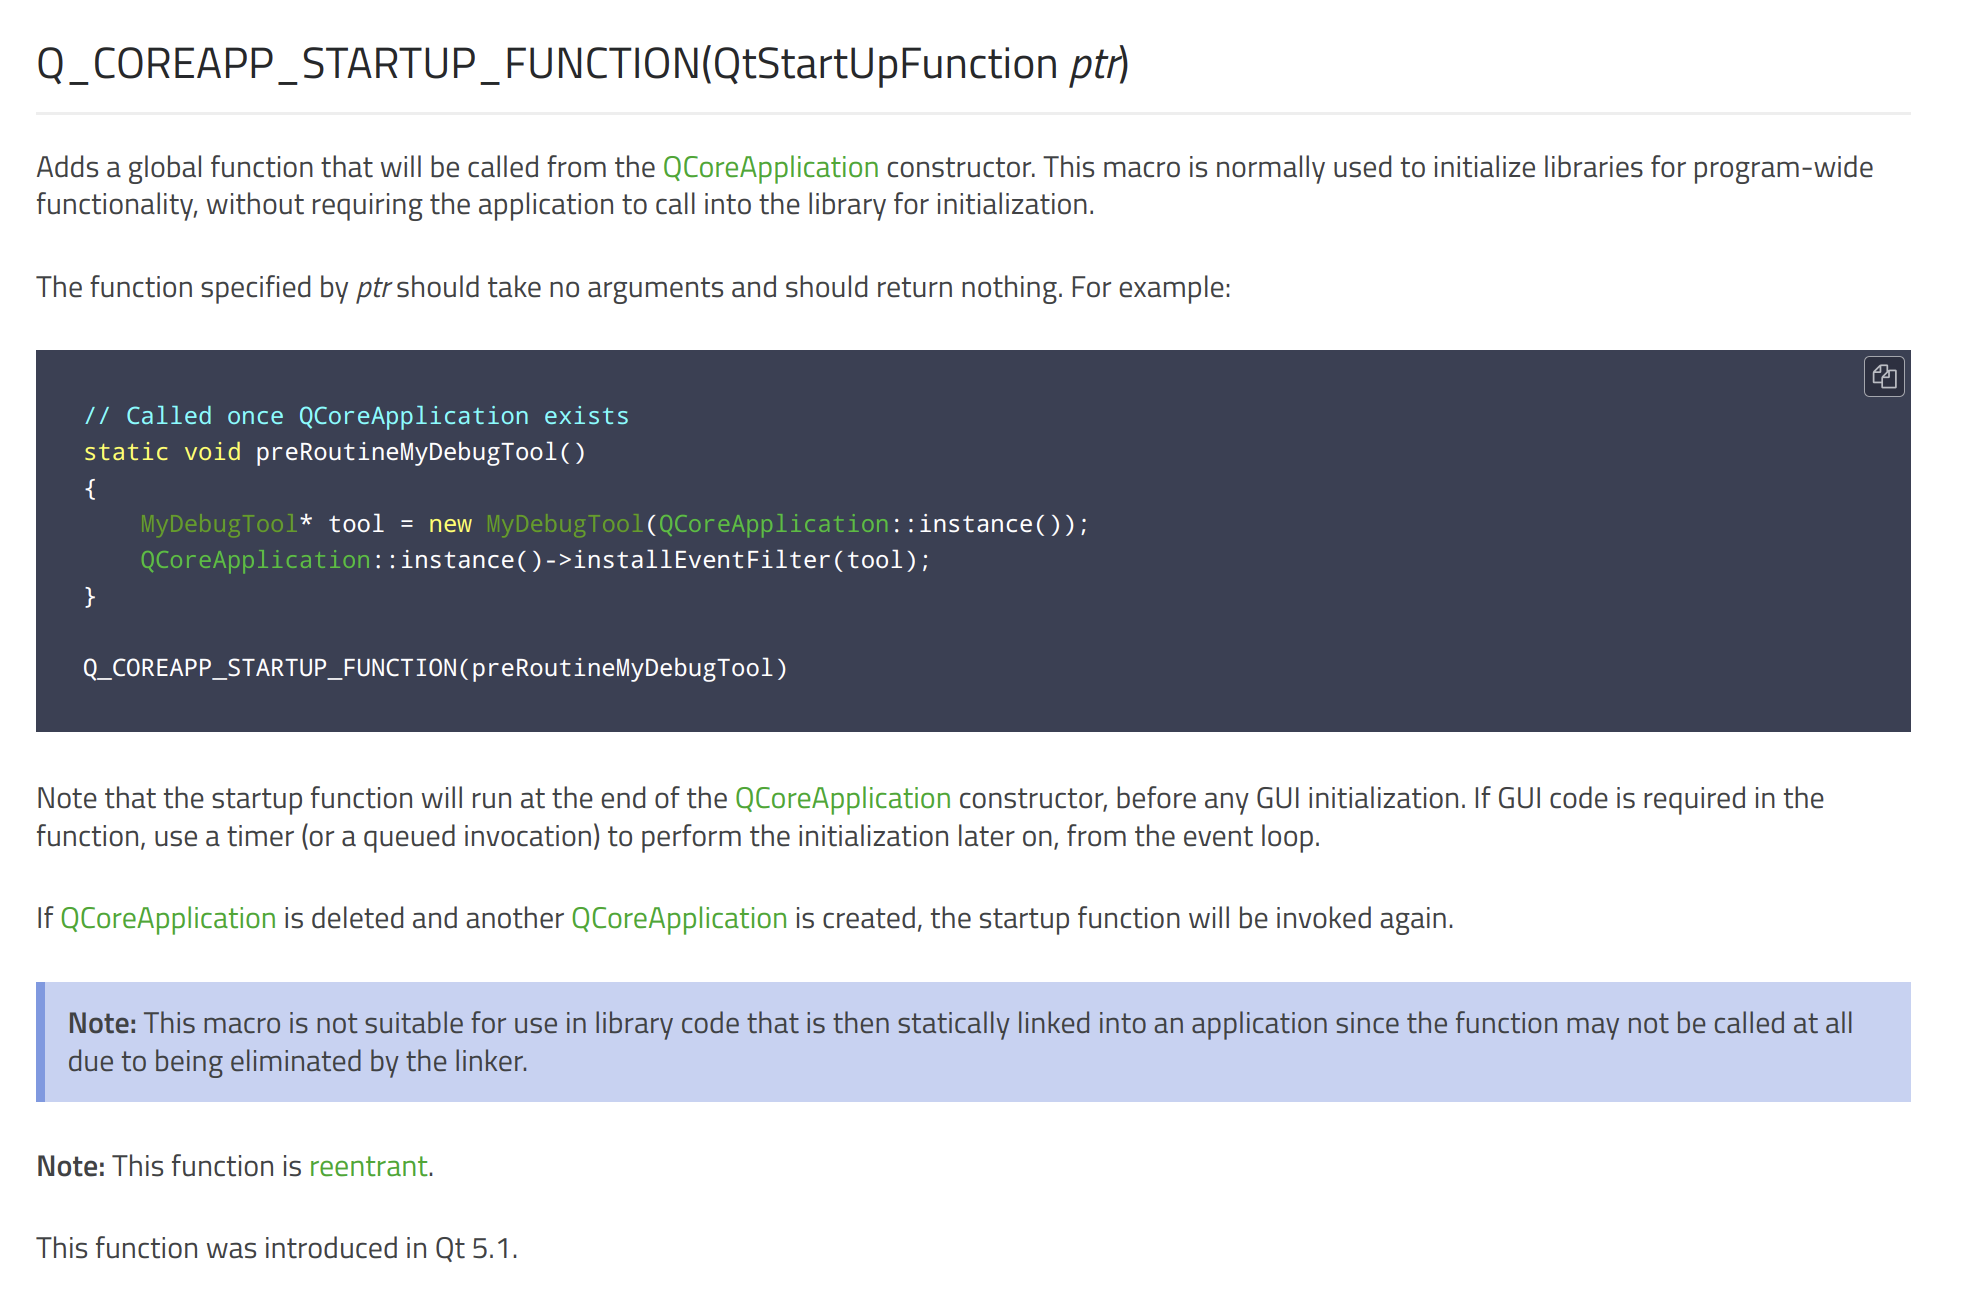 Q_COREAPP_STARTUP_FUNCTION(QtStartUpFunction ptr)
Adds a global function that will be called from the QCoreApplication constructor. This macro is normally used to initialize libraries for program-wide
functionality, without requiring the application to call into the library for initialization.
The function specified by ptr should take no arguments and should return nothing. For example:
// Called once QCoreApplication exists
static void preRoutineMyDebugTool()
{
    MyDebugTool* tool = new MyDebugTool(QCoreApplication::instance());
    QCoreApplication::instance()->installEventFilter(tool);
}
Q_COREAPP_STARTUP_FUNCTION(preRoutineMyDebugTool)
Note that the startup function will run at the end of the QCoreApplication constructor, before any GUI initialization. If GUI code is required in the
function, use a timer (or a queued invocation) to perform the initialization later on, from the event loop.
If QCoreApplication is deleted and another QCoreApplication is created, the startup function will be invoked again.
Note: This macro is not suitable for use in library code that is then statically linked into an application since the function may not be called at all
due to being eliminated by the linker.
Note: This function is reentrant.
This function was introduced in Qt 5.1.